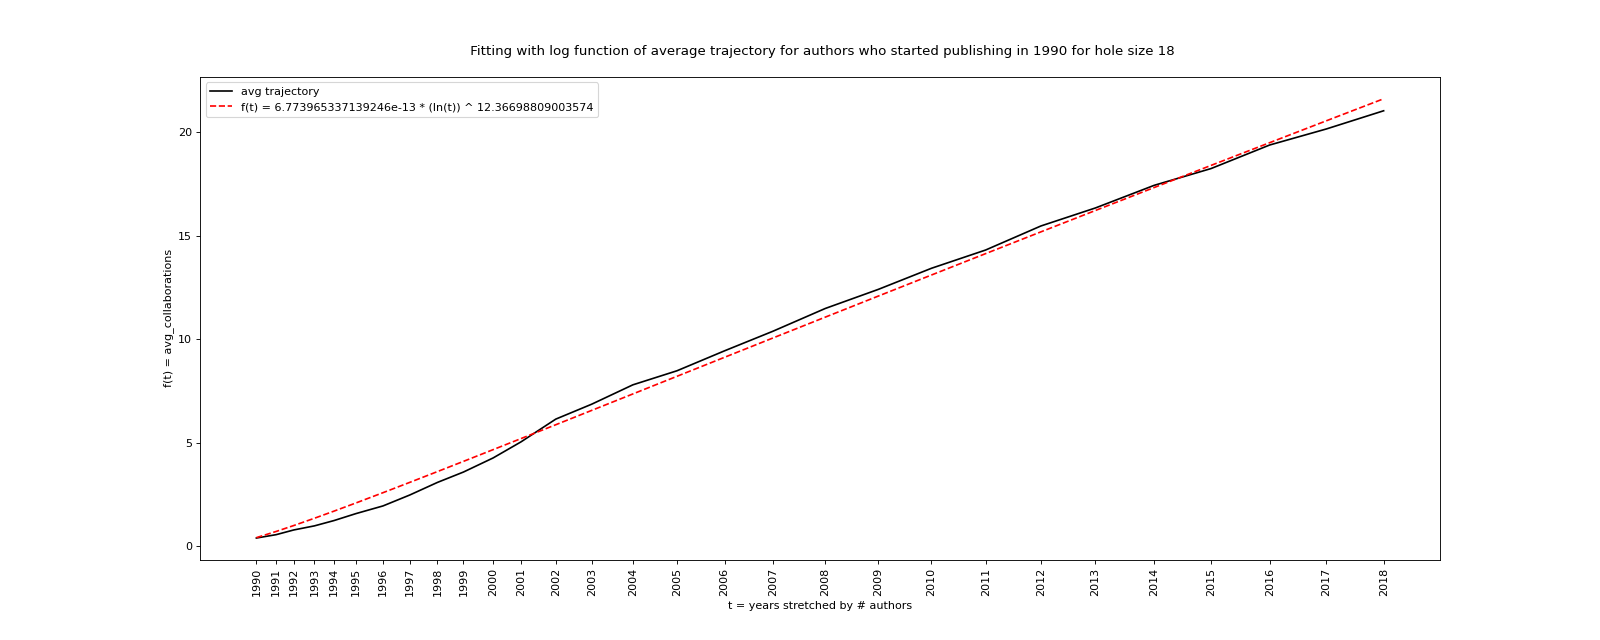 Fitting with log function of average trajectory for authors who started publishing in 1990 for hole size 18
avg trajectory
f(t) = 6.773965337139246e-13 * (ln(t)) ^ 12.36698809003574
20
15
10
5
0
f(t) = avg_collaborations
1990 1991 1992 1993 1994 1995 1996 1997 1998 1999 2000 2001 2002 2003 2004 2005 2006 2007 2008 2009 2010 2011 2012 2013 2014 2015 2016 2017 2018
t = years stretched by # authors